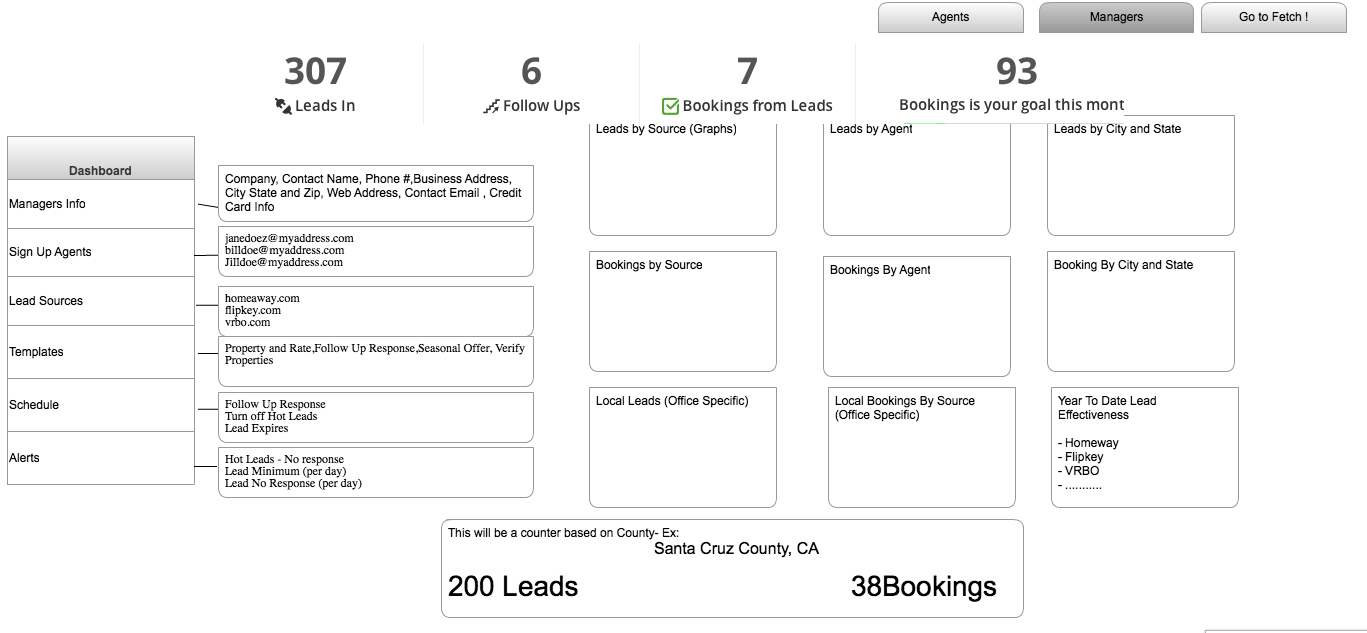 Agents
Managers
Go to Fetch !
307
Leads In
6
Follow Ups
7
Bookings from Leads
93
Bookings is your goal this mont
Dashboard
Managers Info
Sign Up Agents
Lead Sources
Templates
Schedule
Alerts
Company, Contact Name, Phone #,Business Address,
City State and Zip, Web Address, Contact Email , Credit
Card Info
janedoez@myaddress.com
billdoe@myaddress.com
Jilldoe@myaddress.com
homeaway.com
flipkey.com
vrbo.com
Property and Rate,Follow Up Response,Seasonal Offer, Verify
Properties
Follow Up Response
Turn off Hot Leads
Lead Expires
Hot Leads - No response
Lead Minimum (per day)
Lead No Response (per day)
Leads by Source (Graphs)
Leads by Agent
Leads by City and State
Bookings by Source
Bookings By Agent
Booking By City and State
Local Leads (Office Specific)
Local Bookings By Source
(Office Specific)
Year To Date Lead
Effectiveness
- Homeway
- Flipkey
- VRBO
- ...........
This will be a counter based on County- Ex:
Santa Cruz County, CA
200 Leads
38Bookings